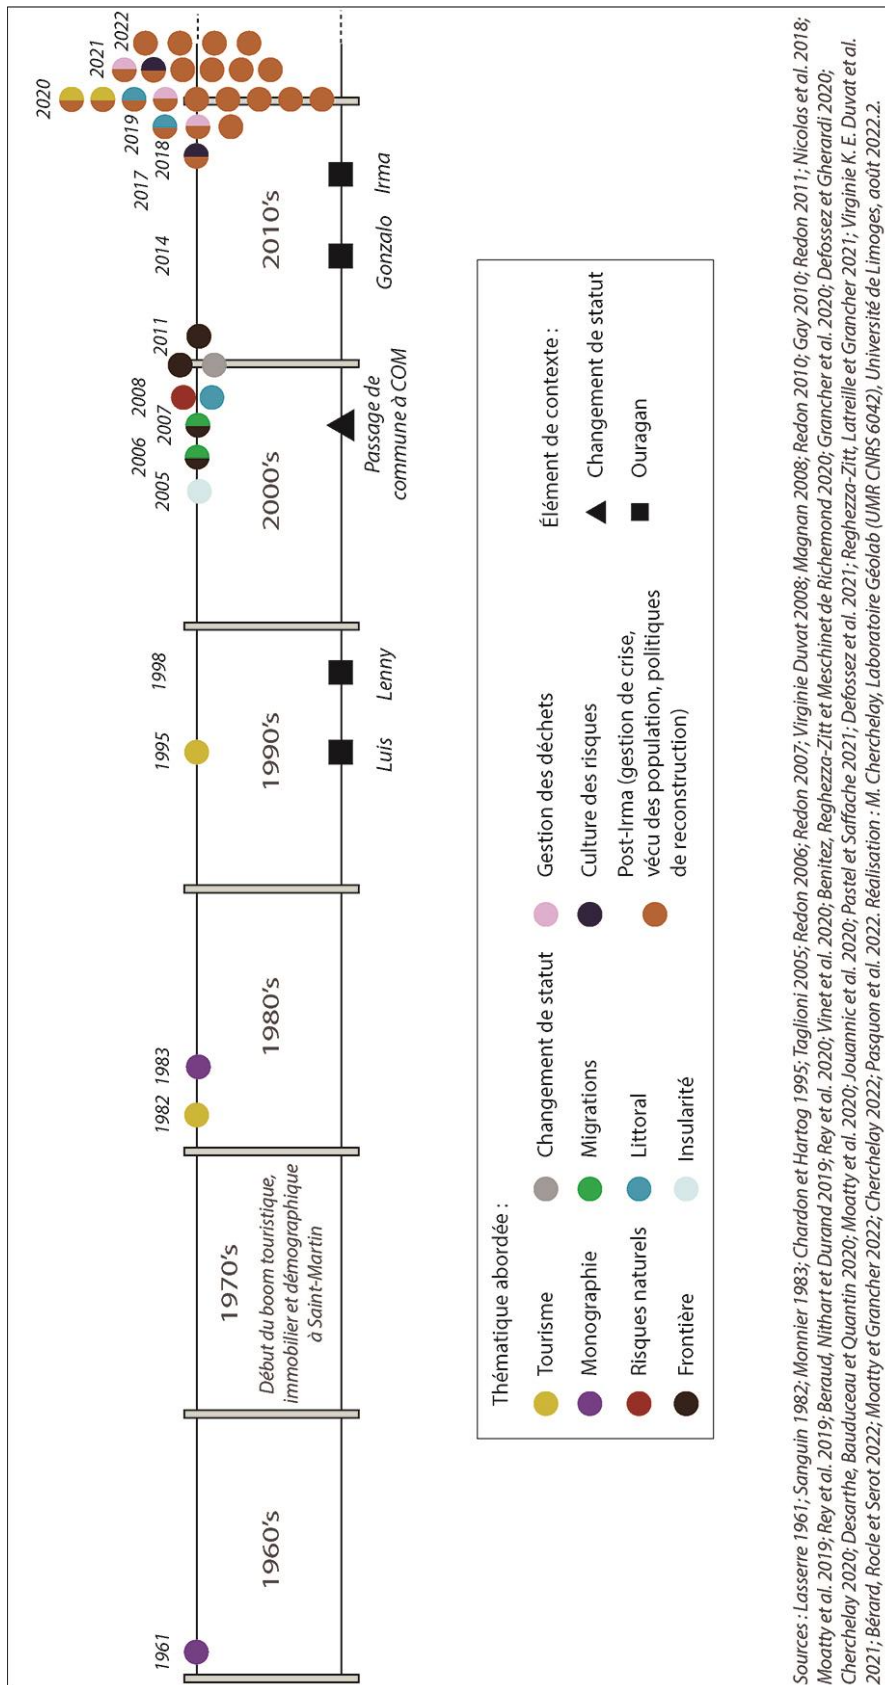 1961
1982
1983
1995
1998
2005
2006
2007
2008
2011
2014
2017
2018
2019
2020
2021
2022
1960's
1970's
Début du boom touristique,
immobilier et démographique
à Saint-Martin
1980's
1990's
2000's
2010's
Luis
Lenny
Passage de
commune à COM
Gonzalo
Irma
Thématique abordée :
Tourisme
Monographie
Risques naturels
Frontière
Changement de statut
Migrations
Littoral
Insularité
Gestion des déchets
Culture des risques
Post-Irma (gestion de crise,
vécu des population, politiques
de reconstruction)
Élément de contexte :
Changement de statut
Ouragan
Sources : Lasserre 1961; Sanguin 1982; Monnier 1983; Chardon et Hartog 1995; Taglioni 2005; Redon 2006; Redon 2007; Virginie Duvat 2008; Magnan 2008; Redon 2010; Gay 2010; Redon 2011; Nicolas et al. 2018;
Moatty et al. 2019; Rey et al. 2019; Beraud, Nithart et Durand 2019; Rey et al. 2020; Vinet et al. 2020; Benitez, Reghezza-Zitt et Meschinet de Richemond 2020; Grancher et al. 2020; Defossez et Gherardi 2020;
Cherchelay 2020; Desarthe, Bauduceau et Quantin 2020; Moatty et al. 2020; Jouannic et al. 2020; Pastel et Saffache 2021; Defossez et al. 2021; Reghezza-Zitt, Latreille et Grancher 2021; Virginie K. E. Duvat et al.
2021; Bérard, Rocle et Serot 2022; Moatty et Grancher 2022; Cherchelay 2022; Pasquon et al. 2022. Réalisation : M. Cherchelay, Laboratoire Géolab (UMR CNRS 6042), Université de Limoges, août 2022.2.